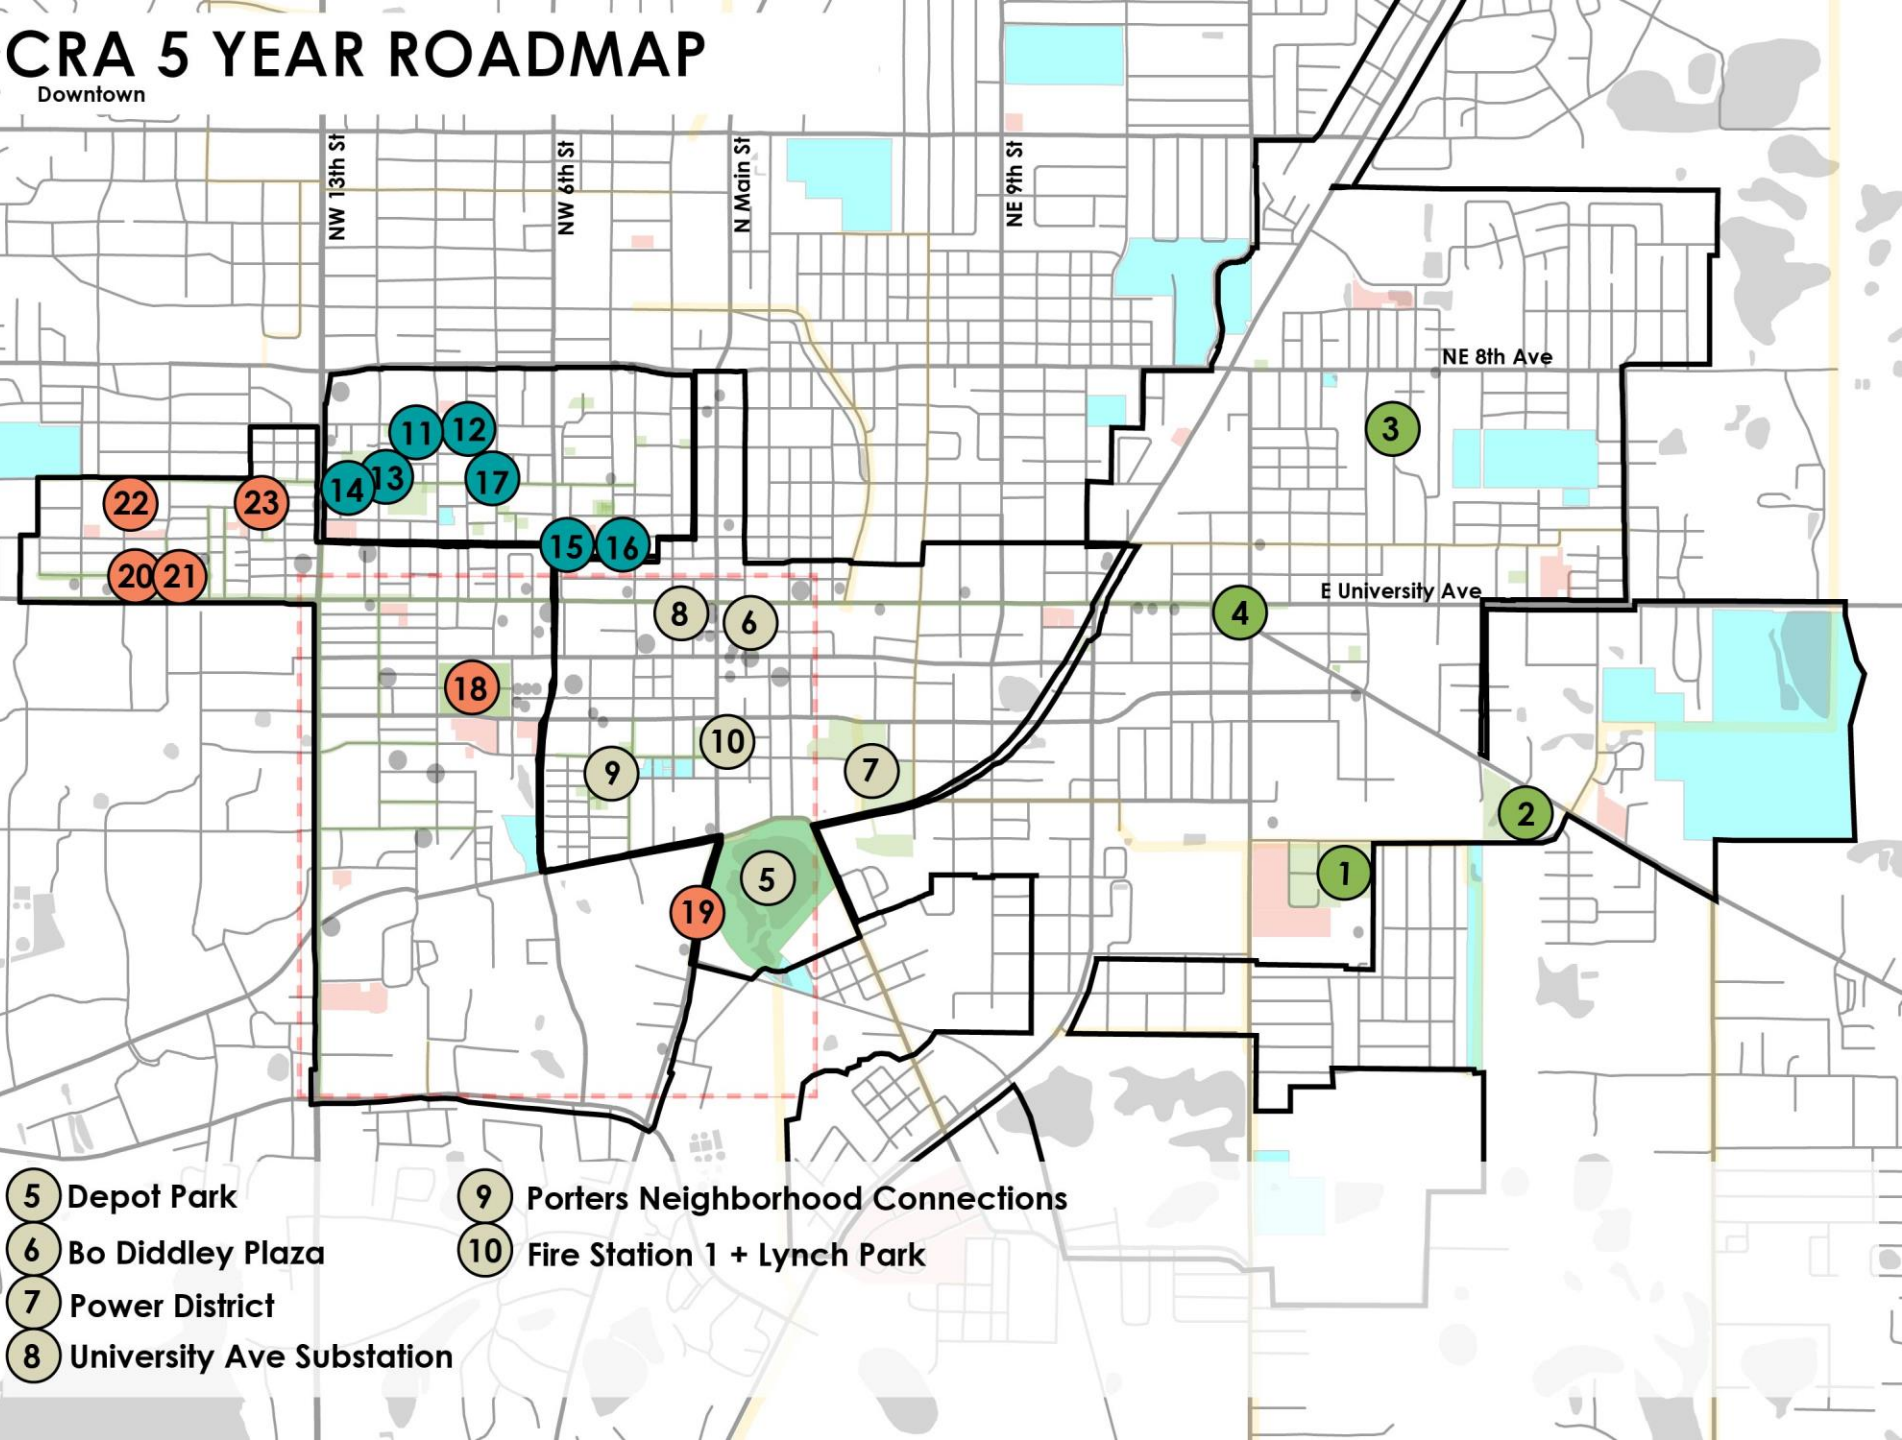 CRA 5 YEAR ROADMAP
Downtown
NW 13th St
NW 6th St
N Main St
NE 9th St
NE 8th Ave
E University Ave
11
12
13
14
17
15
16
22
23
20
21
3
4
8
6
18
10
9
7
2
1
5
19
5 Depot Park
6 Bo Diddley Plaza
7 Power District
8 University Ave Substation
9 Porters Neighborhood Connections
10 Fire Station 1 + Lynch Park